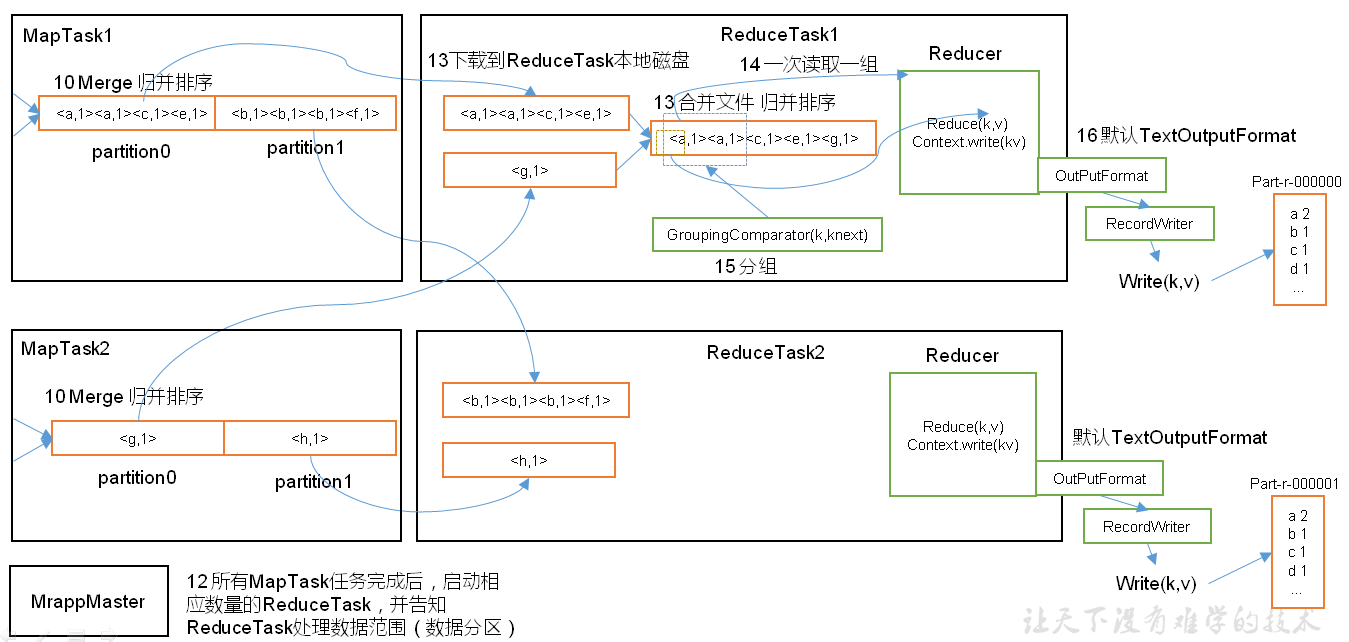 MapTask1
10 Merge 归并排序
<a,1><a,1><c,1><e,1>
<b,1><b,1><b,1><f,1>
partition0
partition1
ReduceTask1
13下载到ReduceTask本地磁盘
<a,1><a,1><c,1><e,1>
<g,1>
14 一次读取一组
13 合并文件 归并排序
<a,1><a,1><c,1><e,1><g,1>
GroupingComparator(k,knext)
15 分组
Reducer
Reduce(k,v)
Context.write(kv)
16 默认TextOutputFormat
OutPutFormat
RecordWriter
Write(k,v)
Part-r-000000
a 2
b 1
c 1
d 1
...
MapTask2
10 Merge 归并排序
<g,1>
<h,1>
partition0
partition1
ReduceTask2
<b,1><b,1><b,1><f,1>
<h,1>
Reducer
Reduce(k,v)
Context.write(kv)
默认TextOutputFormat
OutPutFormat
RecordWriter
Write(k,v)
Part-r-000001
a 2
b 1
c 1
d 1
...
MrappMaster
12 所有MapTask任务完成后，启动相
应数量的ReduceTask，并告知
ReduceTask处理数据范围（数据分区）
让天下没有难学的技术